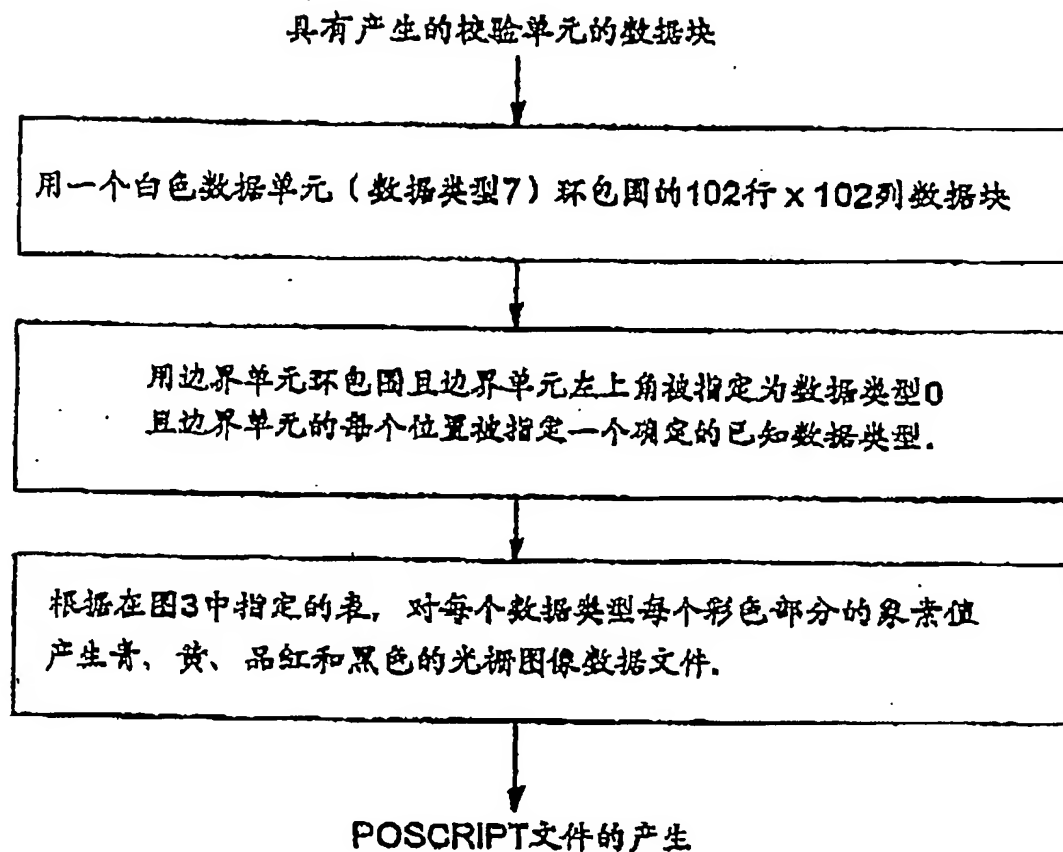 具有产生的校验单元的数据块
用一个白色数据单元（数据类型7）环包围的102行 x 102列数据块
用边界单元环包围且边界单元左上角被指定为数据类型0
且边界单元的每个位置被指定一个确定的已知数据类型.
根据在图3中指定的表，对每个数据类型每个彩色部分的象素值
产生青、黄、品红和黑色的光栅图像数据文件.
POSCRIPT文件的产生